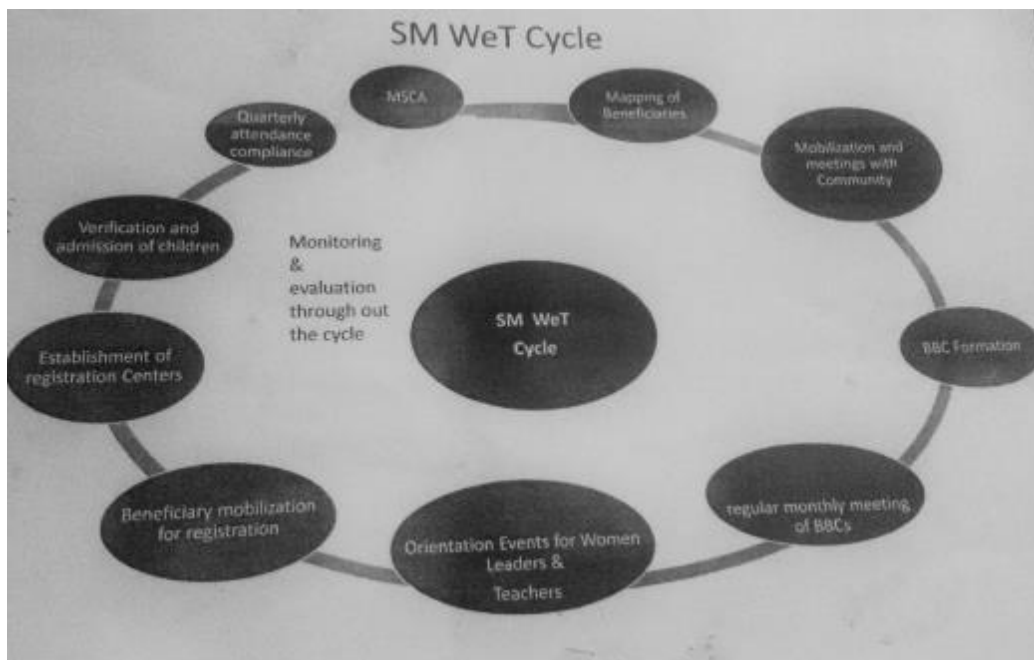 SM WeT Cycle
MSCA
Mapping of
Beneficiaries
Mobilization and
meetings with
Community
BBC Formation
regular monthly meeting
of BBCs
Orientation Events for Women
Leaders &
Teachers
Beneficiary mobilization
for registration
Establishment of
registration Centers
Verification and
admission of children
Quarterly
attendance
compliance
Monitoring
&
evaluation
through out
the cycle
SM WeT
Cycle